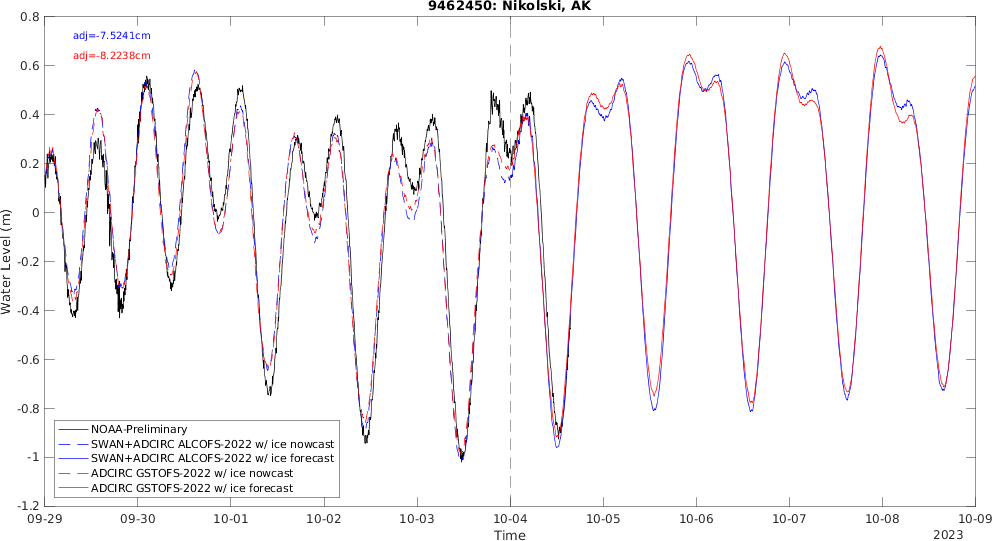 9462450: Nikolski, AK
adj=-7.5241cm
adj=-8.2238cm
0.8
0.6
0.4
0.2
0
-0.2
-0.4
-0.6
-0.8
-1
-1.2
Water Level (m)
NOAA-Preliminary
SWAN+ADCIRC ALCOFS-2022 w/ ice nowcast
SWAN+ADCIRC ALCOFS-2022 w/ ice forecast
ADCIRC GSTOFS-2022 w/ ice nowcast
ADCIRC GSTOFS-2022 w/ ice forecast
09-29 09-30 10-01 10-02 10-03 10-04 10-05 10-06 10-07 10-08 10-09
Time
2023